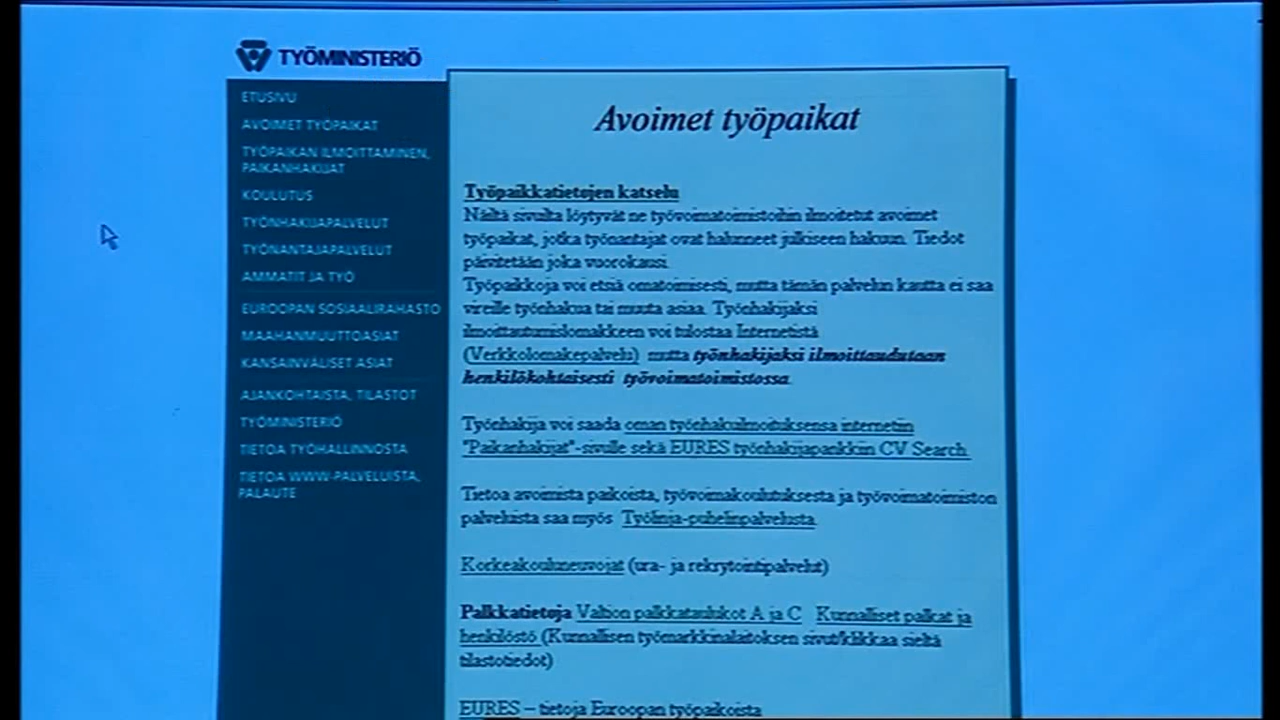 TYÖMINISTERIÖ
ETUSIVU
AVOIMET TYÖPAIKAT
TYÖPAIKAN ILMOITTAMINEN,
PAIKANHAKIJAT
KOULUTUS
TYÖNHAKIJAPALVELUT
TYÖNANTAJAPALVELUT
AMMATIT JA TYÖ
EUROOPAN SOSIAALIRAHASTO
MAAHANMUUTTOASIAT
KANSAINVÄLISET ASIAT
AJANKOHTAISTA, TILASTOT
TYÖMINISTERIÖ
TIETOA TYÖHALLINNOSTA
TIETOA WWW-PALVELUISTA,
PALAUTE
Avoimet työpaikat
Työpaikkatietojen katselu
Näiltä sivuilta löytyvät ne työvoimatoimistoihin ilmoitetut avoimet
työpaikat, jotka työnantajat ovat halunneet julkiseen hakuun. Tiedot
päivitetään joka vuorokausi.
Työpaikkoja voi etsiä omatoimisesti, mutta tämän palvelun kautta ei saa
vireille työnhakua tai muuta asiaa. Työnhakijaksi
ilmoittautumislomakkeen voi tulostaa Internetistä
(Verkkolomakepalvelu) mutta työnhakijaksi ilmoittaudutaan
henkilökohtaisesti työvoimatoimistossa.
Työnhakija voi saada oman työnhakuilmoituksensa internetiin
"Paikanhakijat"-sivulle sekä EURES työnhakijapankkiin CV Search.
Tietoa avoimista paikoista, työvoimakoulutuksesta ja työvoimatoimiston
palveluista saa myös Työlinja-puhelinpalvelusta.
Korkeakouluneuvojat (ura- ja rekrytointipalvelut)
Palkkatietoja Valtion palkkataulukot A ja C Kunnalliset palkat ja
henkilöstö (Kunnallisen työmarkkinalaitoksen sivut/klikkaa sieltä
tilastotiedot)
EURES – tietoja Euroopan työpaikoista